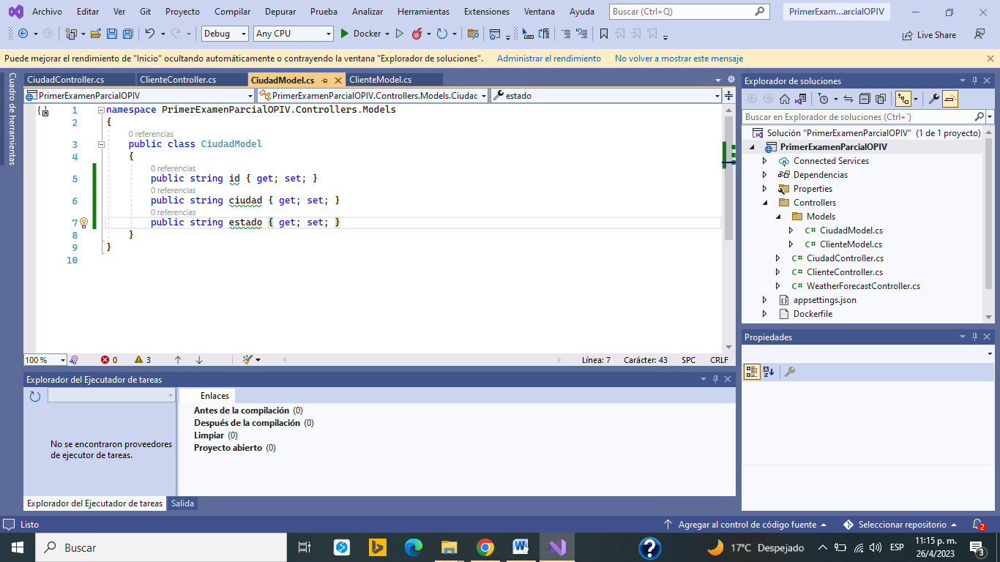 Archivo Editar Ver Git Proyecto Compilar Depurar Prueba Analizar Herramientas Extensiones Ventana Ayuda Buscar (Ctrl+Q) PrimerExam...arcialOPIV
Debug Any CPU Docker Live Share
Puede mejorar el rendimiento de "Inicio" ocultando automáticamente o contrayendo la ventana "Explorador de soluciones". Administrar el rendimiento No volver a mostrar este mensaje
Cuadro de herramientas
CiudadController.cs ClienteController.cs CiudadModel.cs ClienteModel.cs
PrimerExamenParcialOPIV PrimerExamenParcialOPIV.Controllers.Models.Ciudac estado
1 namespace PrimerExamenParcialOPIV.Controllers.Models
2 {
0 referencias
3 public class CiudadModel
4 {
0 referencias
5 public string id { get; set; }
0 referencias
6 public string ciudad { get; set; }
0 referencias
7 public string estado { get; set; }
8 }
9 }
10
100 % 0 3 Línea: 7 Carácter: 43 SPC CRLF
Explorador de soluciones
Buscar en Explorador de soluciones (Ctrl+`)
Solución "PrimerExamenParcialOPIV" (1 de 1 proyecto)
PrimerExamenParcialOPIV
Connected Services
Dependencias
Properties
Controllers
Models
C# CiudadModel.cs
C# ClienteModel.cs
C# CiudadController.cs
C# ClienteController.cs
C# WeatherForecastController.cs
appsettings.json
Dockerfile
Propiedades
Explorador del Ejecutador de tareas
No se encontraron proveedores
de ejecutor de tareas.
Enlaces
Antes de la compilación (0)
Después de la compilación (0)
Limpiar (0)
Proyecto abierto (0)
Explorador del Ejecutador de tareas Salida
Listo Agregar al control de código fuente Seleccionar repositorio 2
Buscar 17°C Despejado ESP 11:15 p. m.
26/4/2023 3